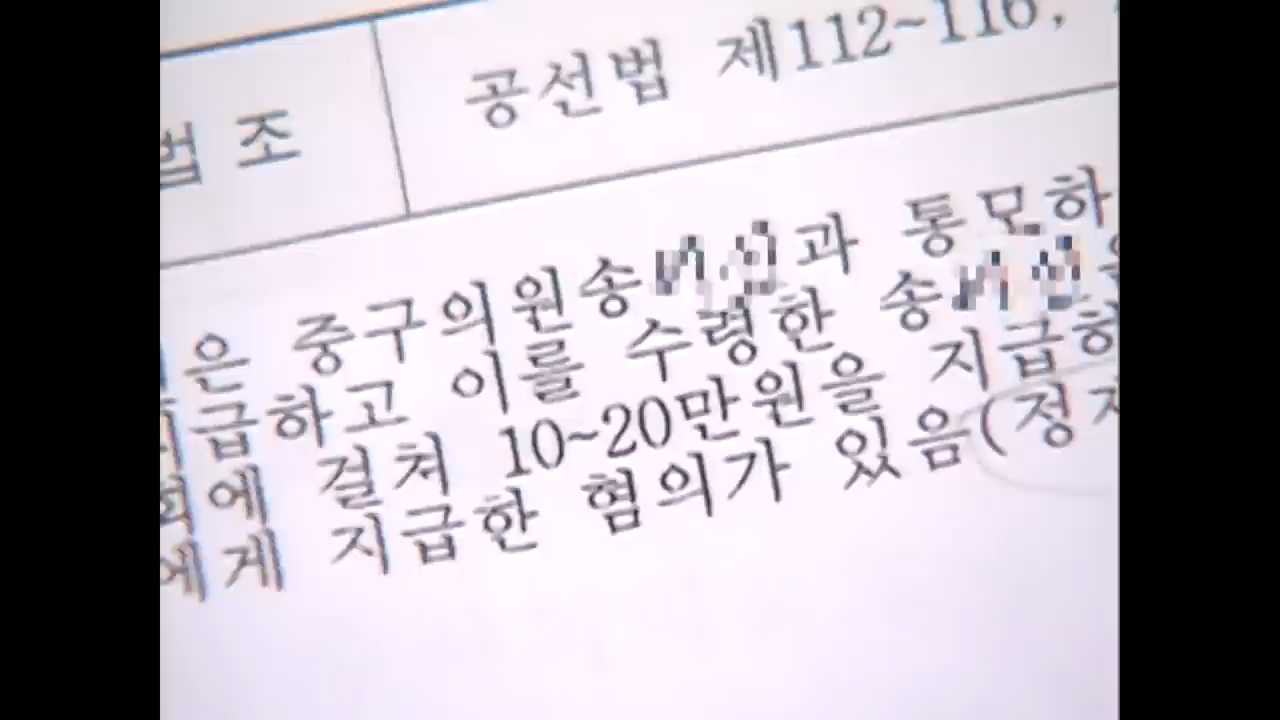 법조 공선법 제112~116,
은 중구의원송 과 통모하
지급하고 이를 수령한 송
회에 걸쳐 10~20만원을 지급하
에게 지급한 혐의가 있음(정